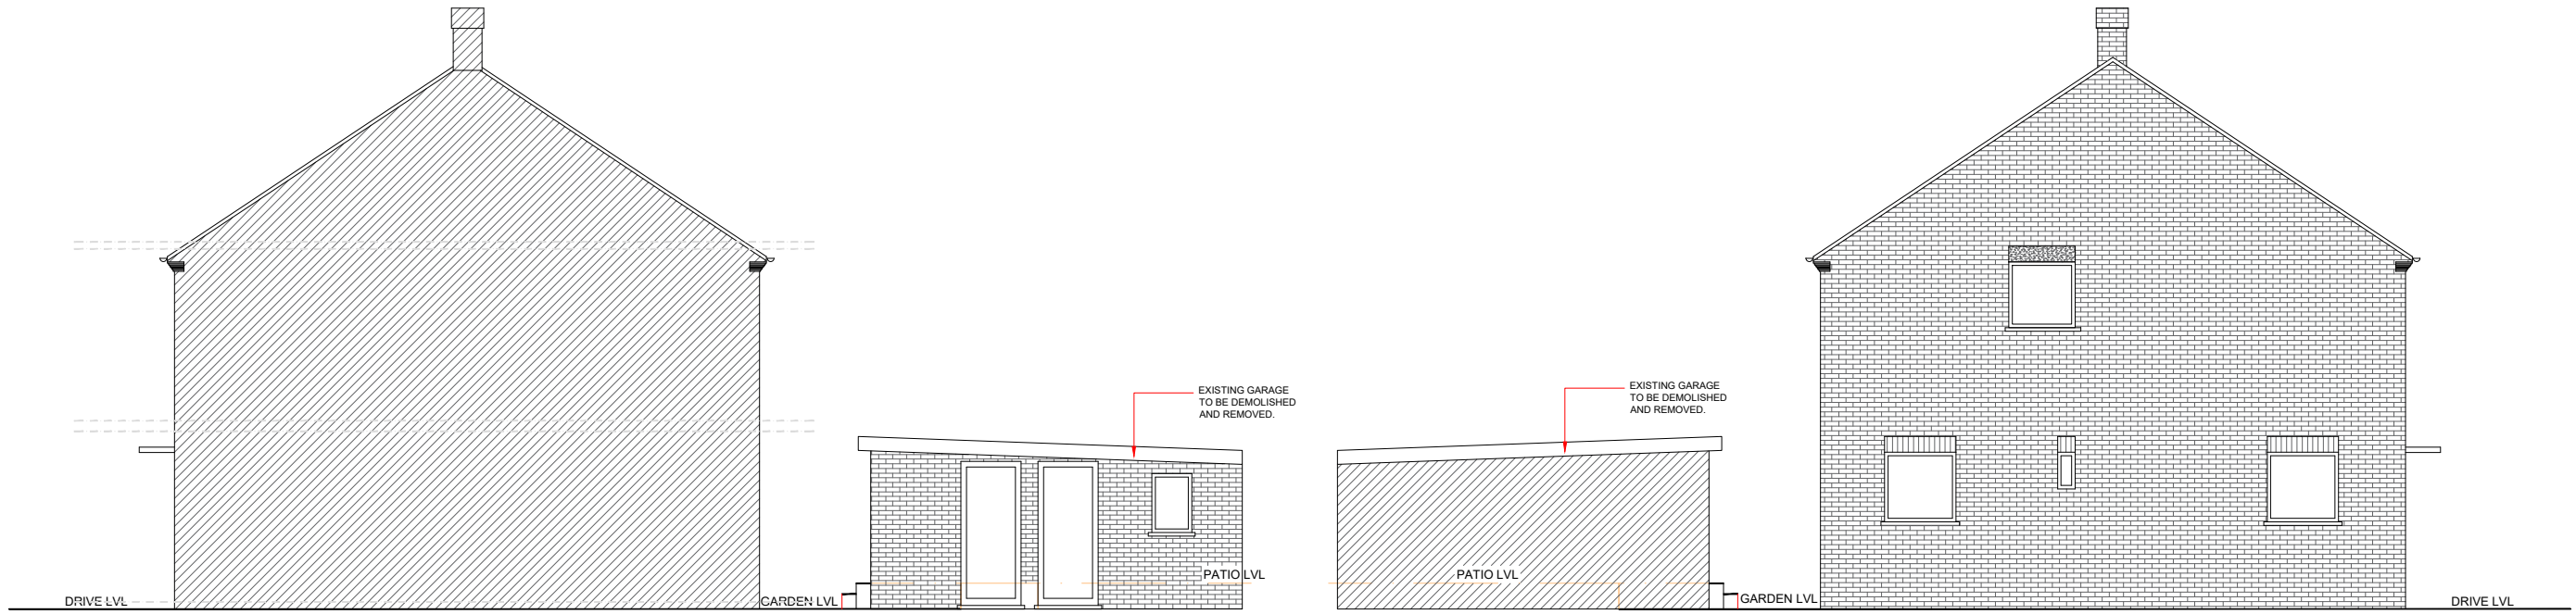 EXISTING GARAGE
TO BE DEMOLISHED
AND REMOVED.
EXISTING GARAGE
TO BE DEMOLISHED
AND REMOVED.
PATIO LVL
PATIO LVL
DRIVE LVL
GARDEN LVL
GARDEN LVL
DRIVE LVL